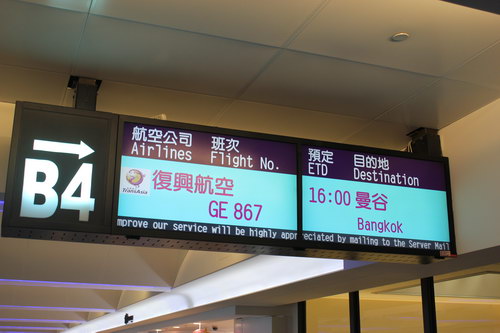 B4
航空公司 班次
Airlines Flight No.
TransAsia 復興航空
GE 867
預定 目的地
ETD Destination
16:00 曼谷
Bangkok
mprove our service will be highly appreciated by mailing to the Server Mail